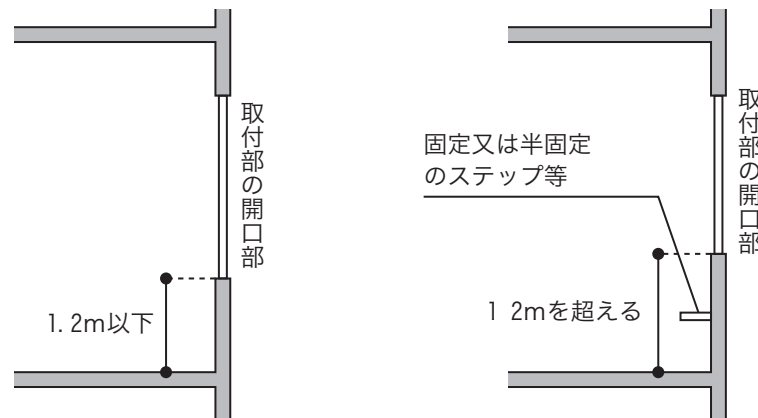 取付部の開口部
1.2m以下
固定又は半固定
のステップ等
1 2mを超える
取付部の開口部